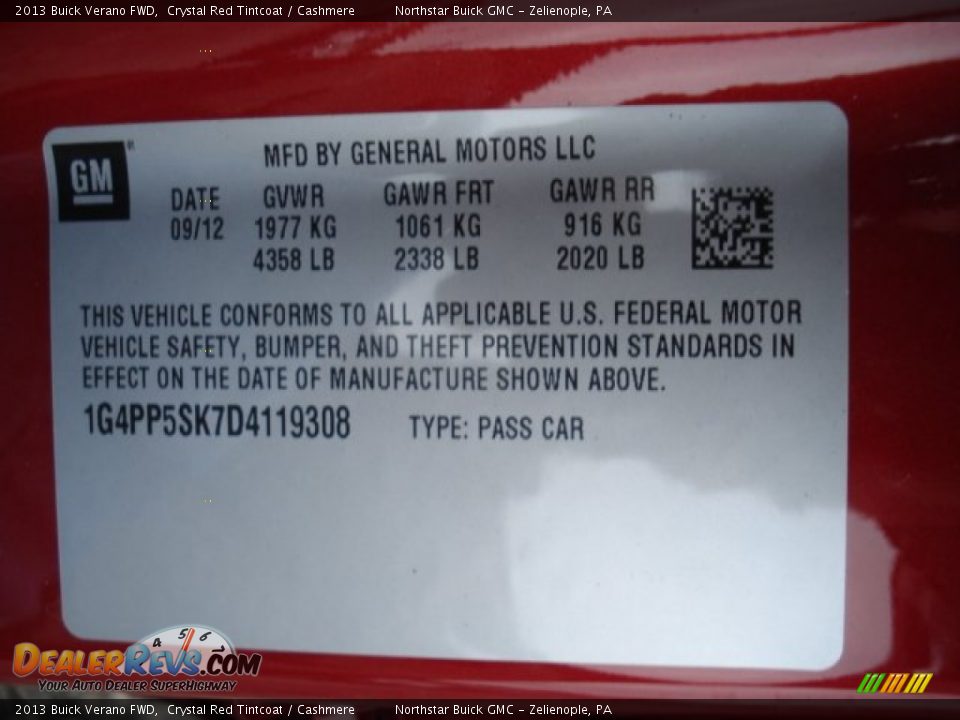 2013 Buick Verano FWD, Crystal Red Tintcoat / Cashmere Northstar Buick GMC - Zelienople, PA
GM
MFD BY GENERAL MOTORS LLC
DATE GVWR GAWR FRT GAWR RR
09/12 1977 KG 1061 KG 916 KG
4358 LB 2338 LB 2020 LB
THIS VEHICLE CONFORMS TO ALL APPLICABLE U.S. FEDERAL MOTOR
VEHICLE SAFETY, BUMPER, AND THEFT PREVENTION STANDARDS IN
EFFECT ON THE DATE OF MANUFACTURE SHOWN ABOVE.
1G4PP5SK7D4119308 TYPE: PASS CAR
4 5 6 7
DEALERREVS.COM
YOUR AUTO DEALER SUPERHIGHWAY
2013 Buick Verano FWD, Crystal Red Tintcoat / Cashmere Northstar Buick GMC - Zelienople, PA